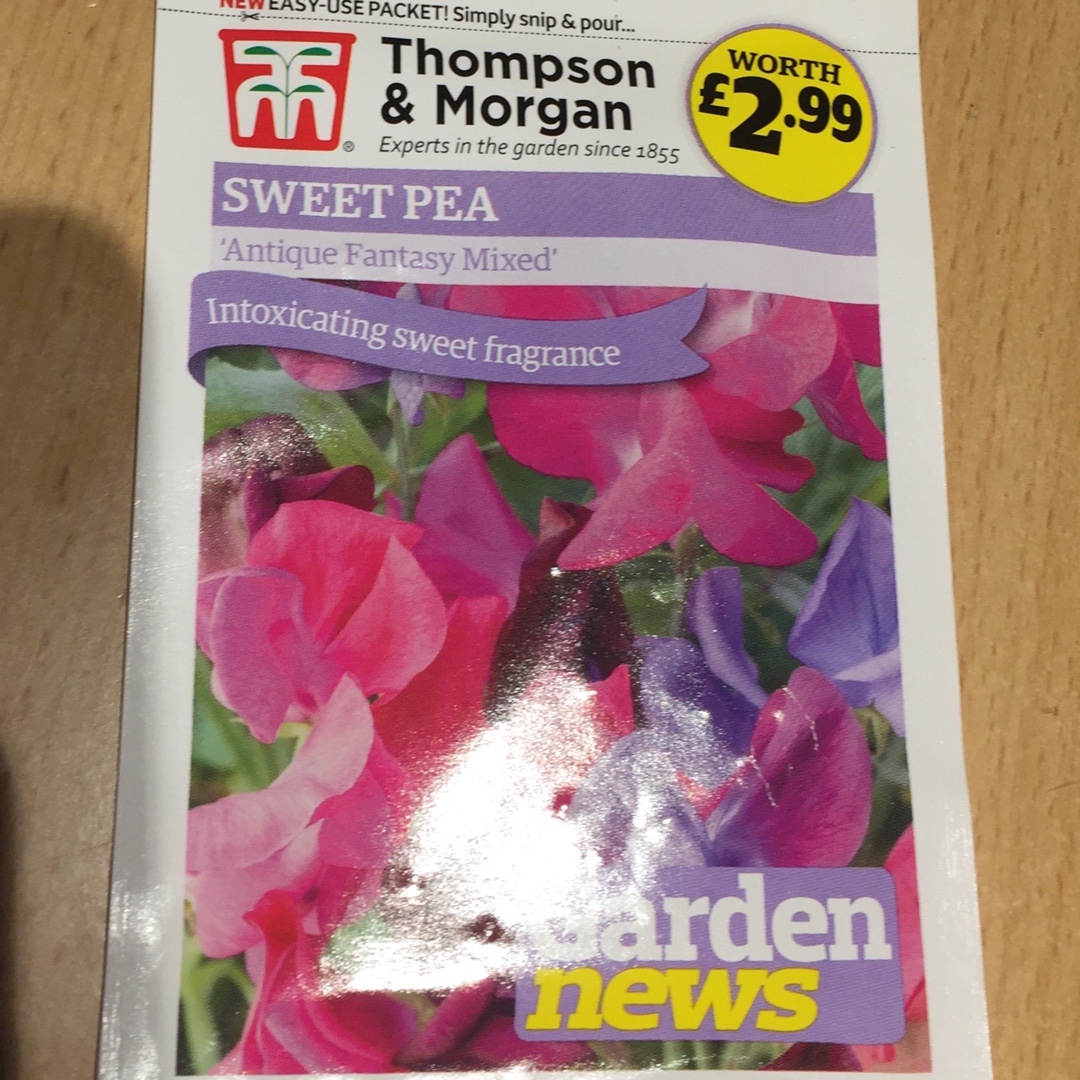 NEW EASY-USE PACKET! Simply snip & pour...
Thompson
& Morgan
®
Experts in the garden since 1855
WORTH
£2.99
SWEET PEA
‘Antique Fantasy Mixed’
Intoxicating sweet fragrance
Garden
news